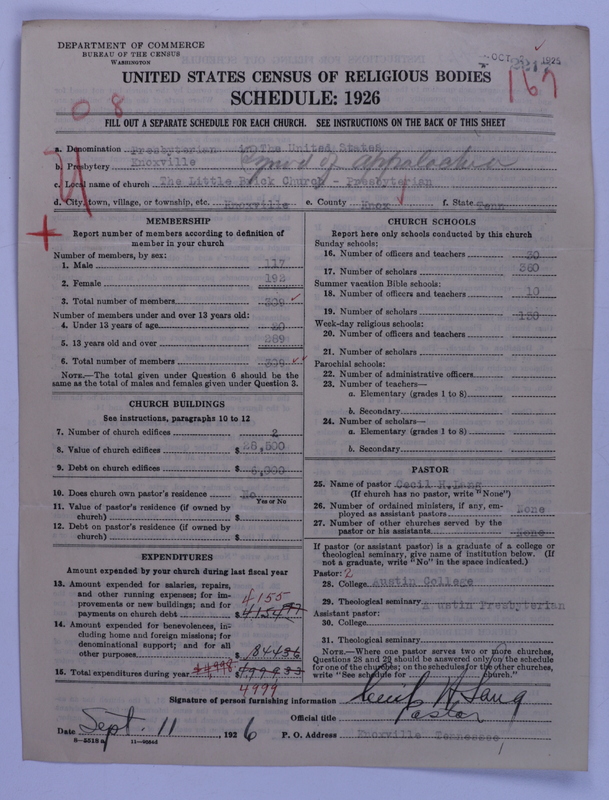 DEPARTMENT OF COMMERCE
BUREAU OF THE CENSUS
WASHINGTON
OCT 1926
167
UNITED STATES CENSUS OF RELIGIOUS BODIES
SCHEDULE: 1926
0 8
FILL OUT A SEPARATE SCHEDULE FOR EACH CHURCH. SEE INSTRUCTIONS ON THE BACK OF THIS SHEET
a. Denomination Presbyterian in The United States
b. Presbytery Knoxville Synod of Appalachia
c. Local name of church The Little Brick Church - Presbyterian
d. City, town, village, or township, etc. Knoxville e. County Knox f. State Tenn
MEMBERSHIP
Report number of members according to definition of
member in your church
Number of members, by sex:
1. Male 117
2. Female 192
3. Total number of members 309
Number of members under and over 13 years old:
4. Under 13 years of age 20
5. 13 years old and over 289
6. Total number of members 309
NOTE.—The total given under Question 6 should be the
same as the total of males and females given under Question 3.
CHURCH BUILDINGS
See instructions, paragraphs 10 to 12
7. Number of church edifices 2
8. Value of church edifices $ 28,500
9. Debt on church edifices $
10. Does church own pastor's residence No
Yes or No
11. Value of pastor's residence (if owned by
church) $
12. Debt on pastor's residence (if owned by
church) $
EXPENDITURES
Amount expended by your church during last fiscal year
13. Amount expended for salaries, repairs,
and other running expenses; for im-
provements or new buildings; and for
payments on church debt $ 4155
14. Amount expended for benevolences, in-
cluding home and foreign missions; for
denominational support; and for all
other purposes 84436
15. Total expenditures during year $
4999
CHURCH SCHOOLS
Report here only schools conducted by this church
Sunday schools:
16. Number of officers and teachers 30
17. Number of scholars 360
Summer vacation Bible schools:
18. Number of officers and teachers 10
19. Number of scholars 150
Week-day religious schools:
20. Number of officers and teachers
21. Number of scholars
Parochial schools:
22. Number of administrative officers
23. Number of teachers—
a. Elementary (grades 1 to 8)
b. Secondary
24. Number of scholars—
a. Elementary (grades 1 to 8)
b. Secondary
PASTOR
25. Name of pastor Cecil H. Lang
(If church has no pastor, write "None")
26. Number of ordained ministers, if any, em-
ployed as assistant pastors None
27. Number of other churches served by the
pastor or his assistants None
If pastor (or assistant pastor) is a graduate of a college or
theological seminary, give name of institution below. (If
not a graduate, write "No" in the space indicated.)
Pastor: 2
28. College Austin College
29. Theological seminary Austin Presbyterian
Assistant pastor:
30. College
31. Theological seminary
NOTE.—Where one pastor serves two or more churches,
Questions 28 and 29 should be answered only on the schedule
for one of the churches; on the schedules for the other churches,
write "See schedule for church."
Signature of person furnishing information Cecil H Lang
Official title Pastor
Date Sept. 11, 1926 P. O. Address Knoxville Tennessee
8—5518 a